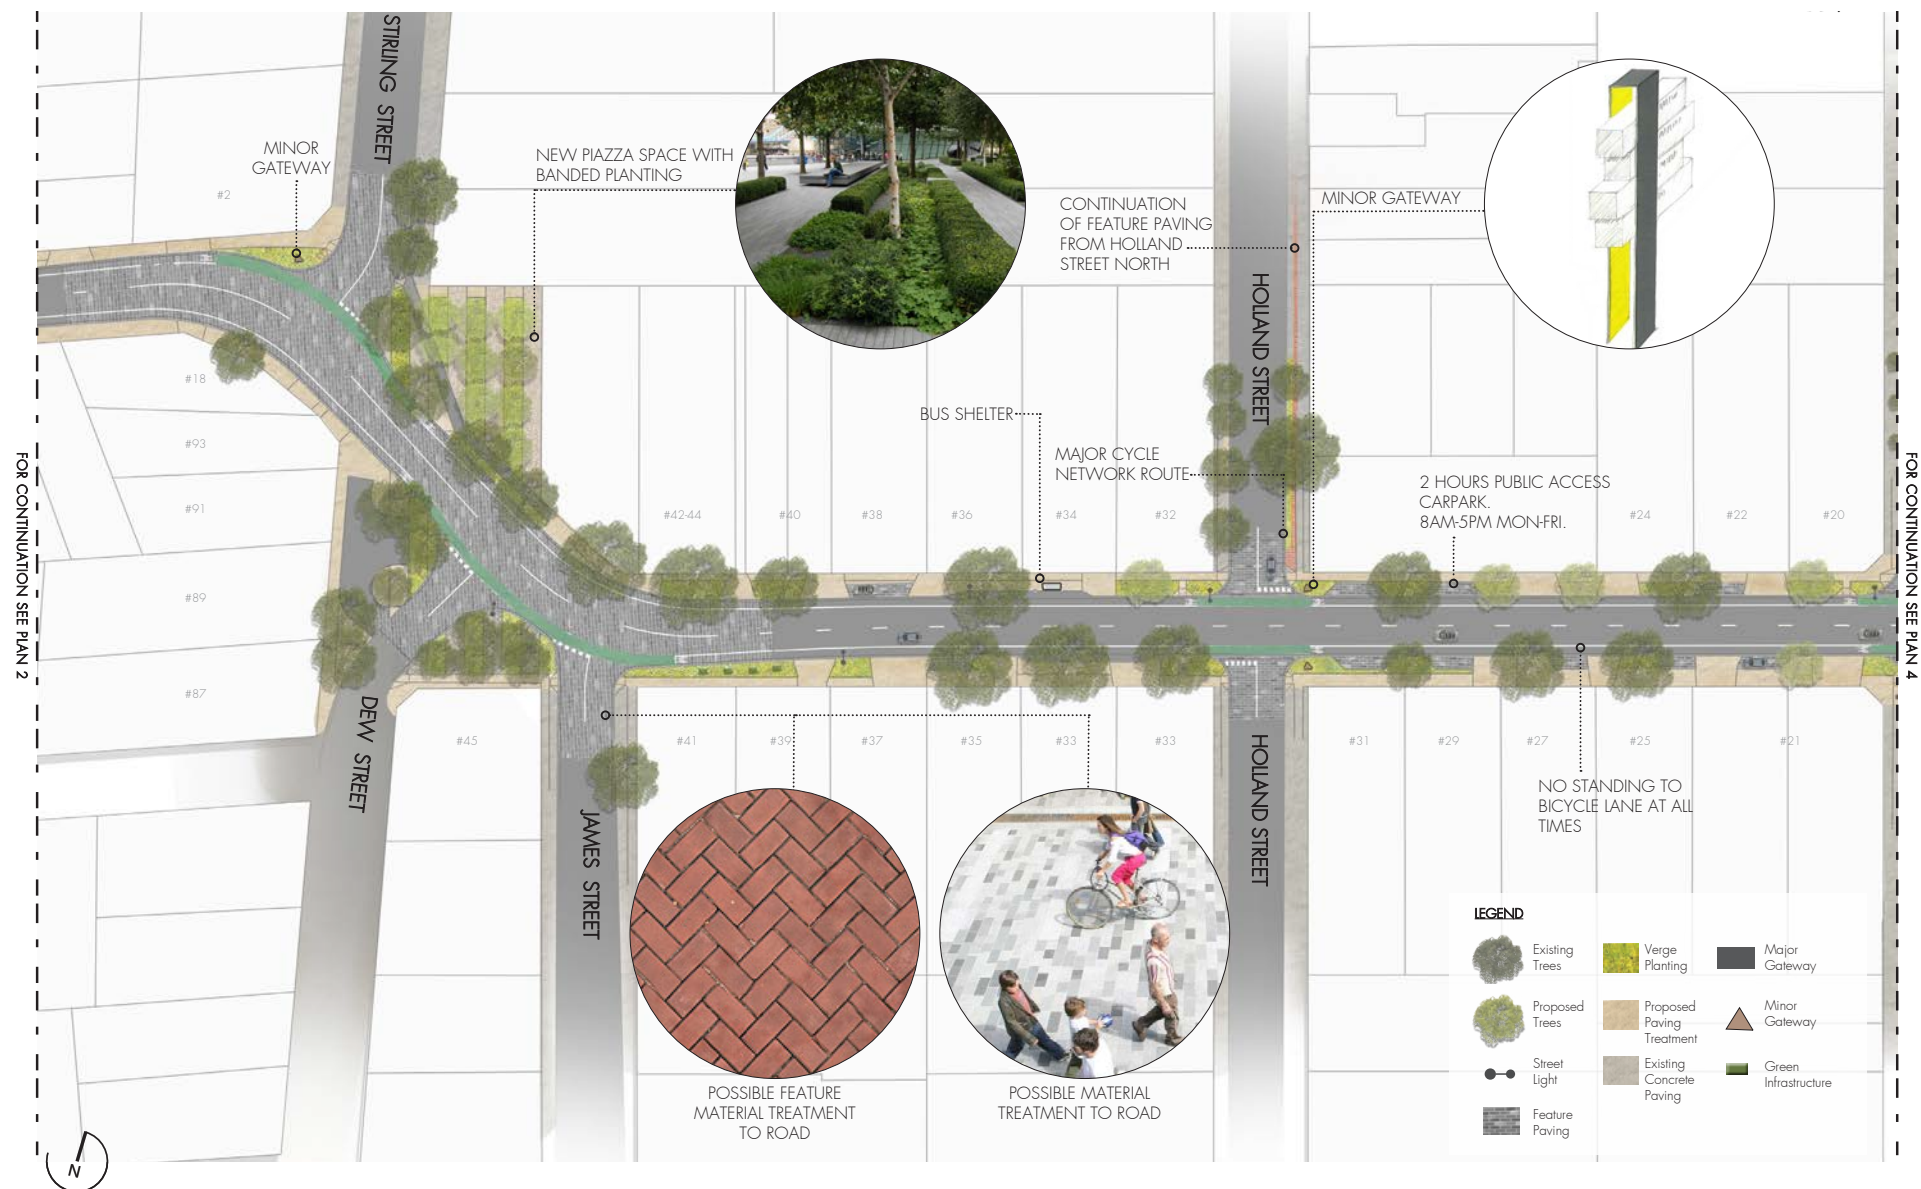 STIRLING STREET
MINOR
GATEWAY
#2
NEW PIAZZA SPACE WITH
BANDED PLANTING
CONTINUATION
OF FEATURE PAVING
FROM HOLLAND
STREET NORTH
MINOR GATEWAY
HOLLAND STREET
#18
#93
#91
#89
#87
BUS SHELTER
MAJOR CYCLE
NETWORK ROUTE
2 HOURS PUBLIC ACCESS
CARPARK.
8AM-5PM MON-FRI.
#42-44
#40
#38
#36
#34
#32
#24
#22
#20
FOR CONTINUATION SEE PLAN 2
FOR CONTINUATION SEE PLAN 4
DEW STREET
#45
JAMES STREET
#41
#39
#37
#35
#33
#33
HOLLAND STREET
#31
#29
#27
#25
#21
NO STANDING TO
BICYCLE LANE AT ALL
TIMES
POSSIBLE FEATURE
MATERIAL TREATMENT
TO ROAD
POSSIBLE MATERIAL
TREATMENT TO ROAD
LEGEND
Existing
Trees
Verge
Planting
Major
Gateway
Proposed
Trees
Proposed
Paving
Treatment
Minor
Gateway
Street
Light
Existing
Concrete
Paving
Green
Infrastructure
Feature
Paving
N